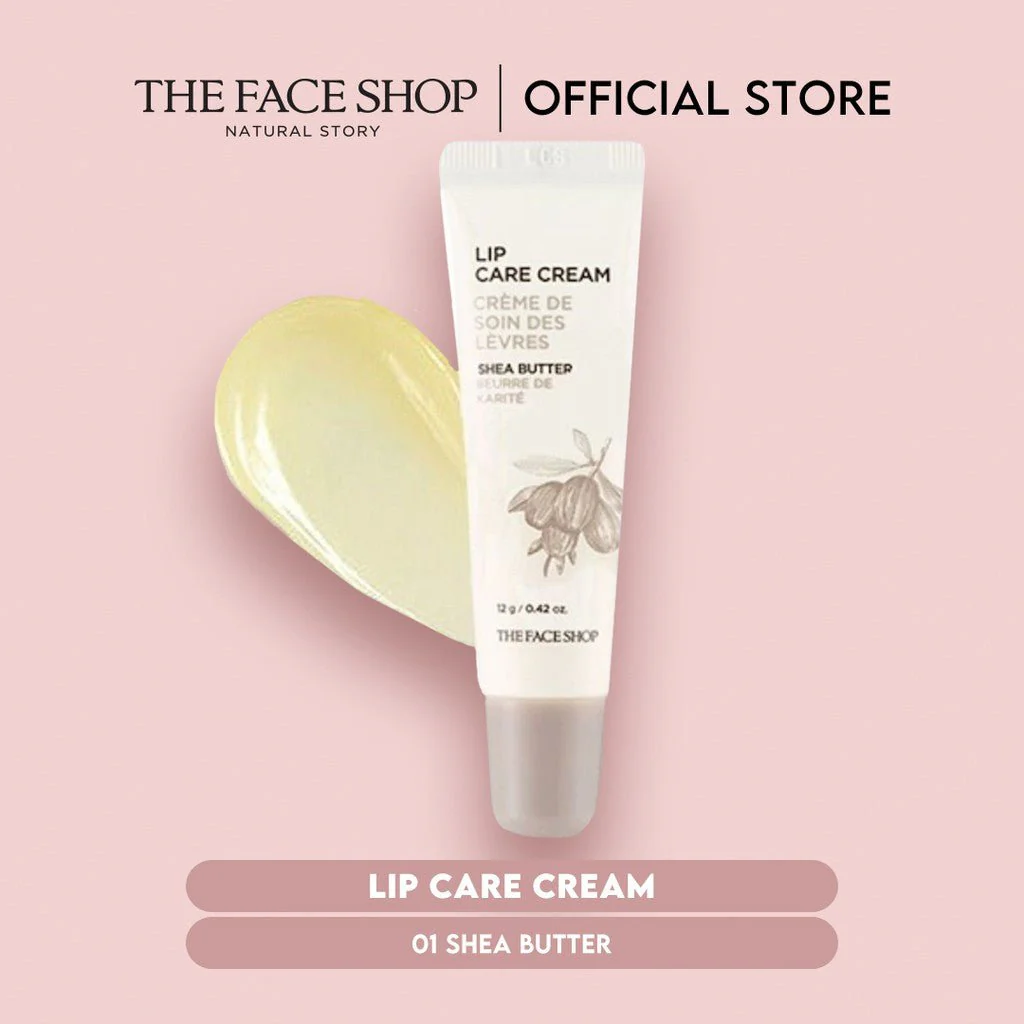 THE FACE SHOP
NATURAL STORY
OFFICIAL STORE
LCS
LIP
CARE CREAM
CRÈME DE
SOIN DES
LÈVRES
SHEA BUTTER
BEURRE DE
KARITÉ
12 g / 0.42 oz.
THE FACE SHOP
LIP CARE CREAM
01 SHEA BUTTER